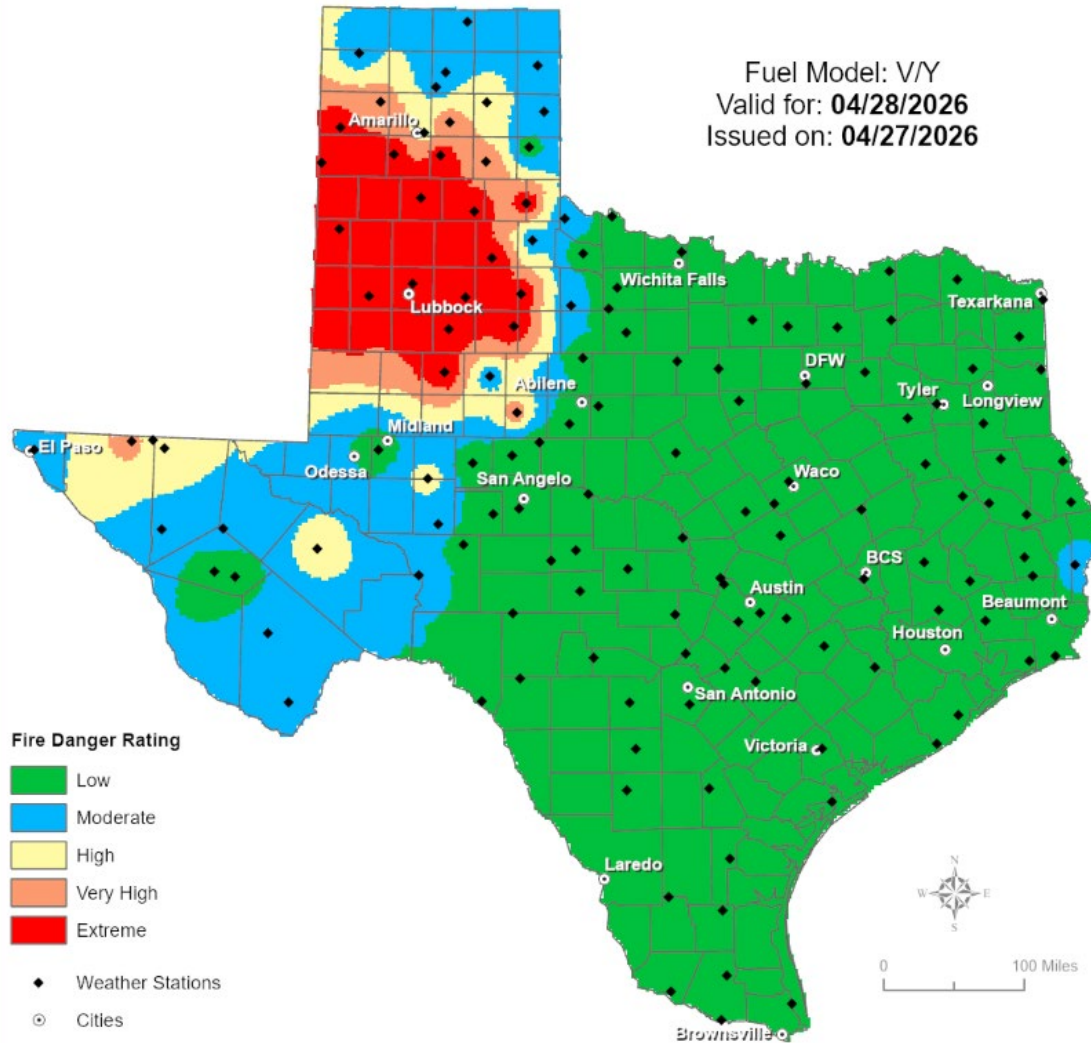 Fuel Model: V/Y
Valid for: 04/28/2026
Issued on: 04/27/2026
Amarillo
Wichita Falls
Lubbock
Texarkana
DFW
Abilene
Tyler
Longview
Midland
El Paso
Odessa
San Angelo
Waco
BCS
Austin
Beaumont
Houston
San Antonio
Victoria
Laredo
Brownsville
Fire Danger Rating
Low
Moderate
High
Very High
Extreme
Weather Stations
Cities
N
W E
S
0 100 Miles